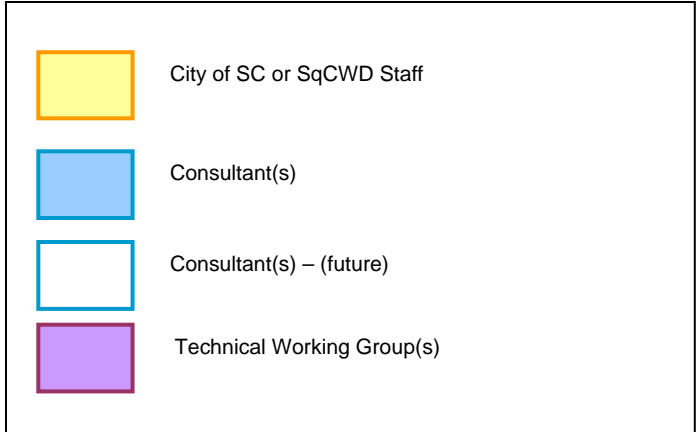 City of SC or SqCWD Staff
Consultant(s)
Consultant(s) – (future)
Technical Working Group(s)